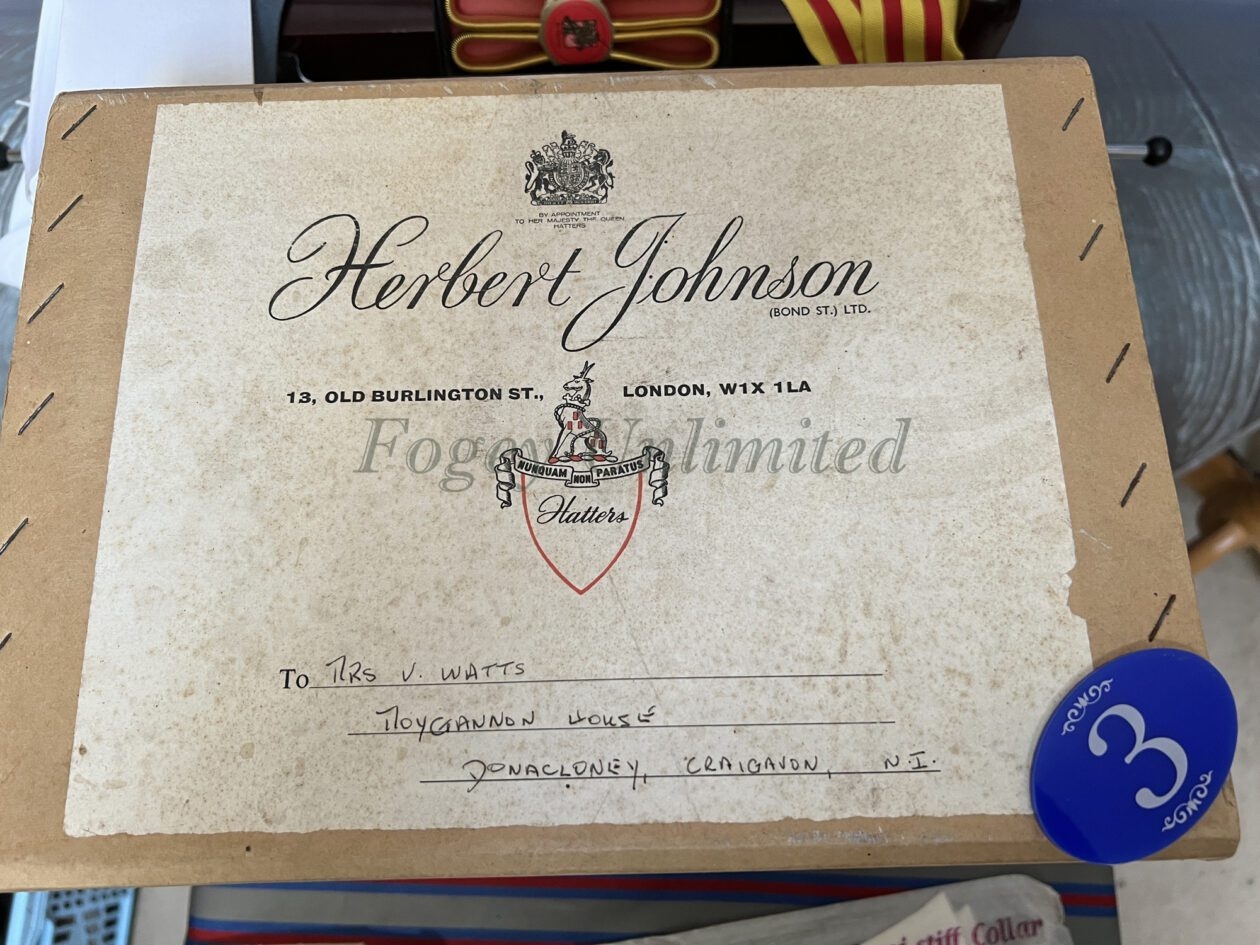 BY APPOINTMENT
TO HER MAJESTY THE QUEEN
HATTERS
Herbert Johnson
(BOND ST.) LTD.
13, OLD BURLINGTON ST., LONDON, W1X 1LA
Fogey Unlimited
NUNQUAM NON PARATUS
Hatters
To MRS V. WATTS
MOYGANNON HOUSE
DONACLONEY, CRAIGAVON, N.I.
3
stiff Collar